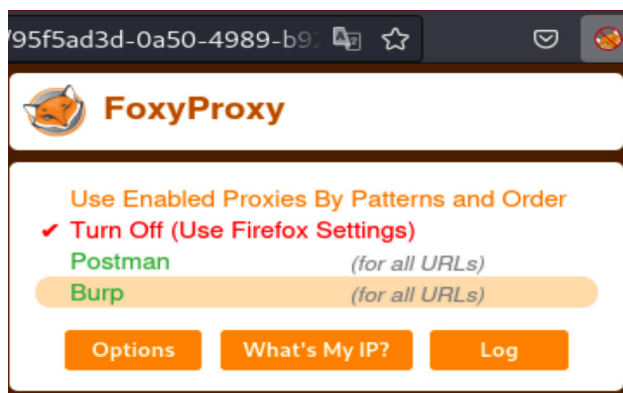 /95f5ad3d-0a50-4989-b9
FoxyProxy
Use Enabled Proxies By Patterns and Order
✔ Turn Off (Use Firefox Settings)
Postman (for all URLs)
Burp (for all URLs)
Options What's My IP? Log